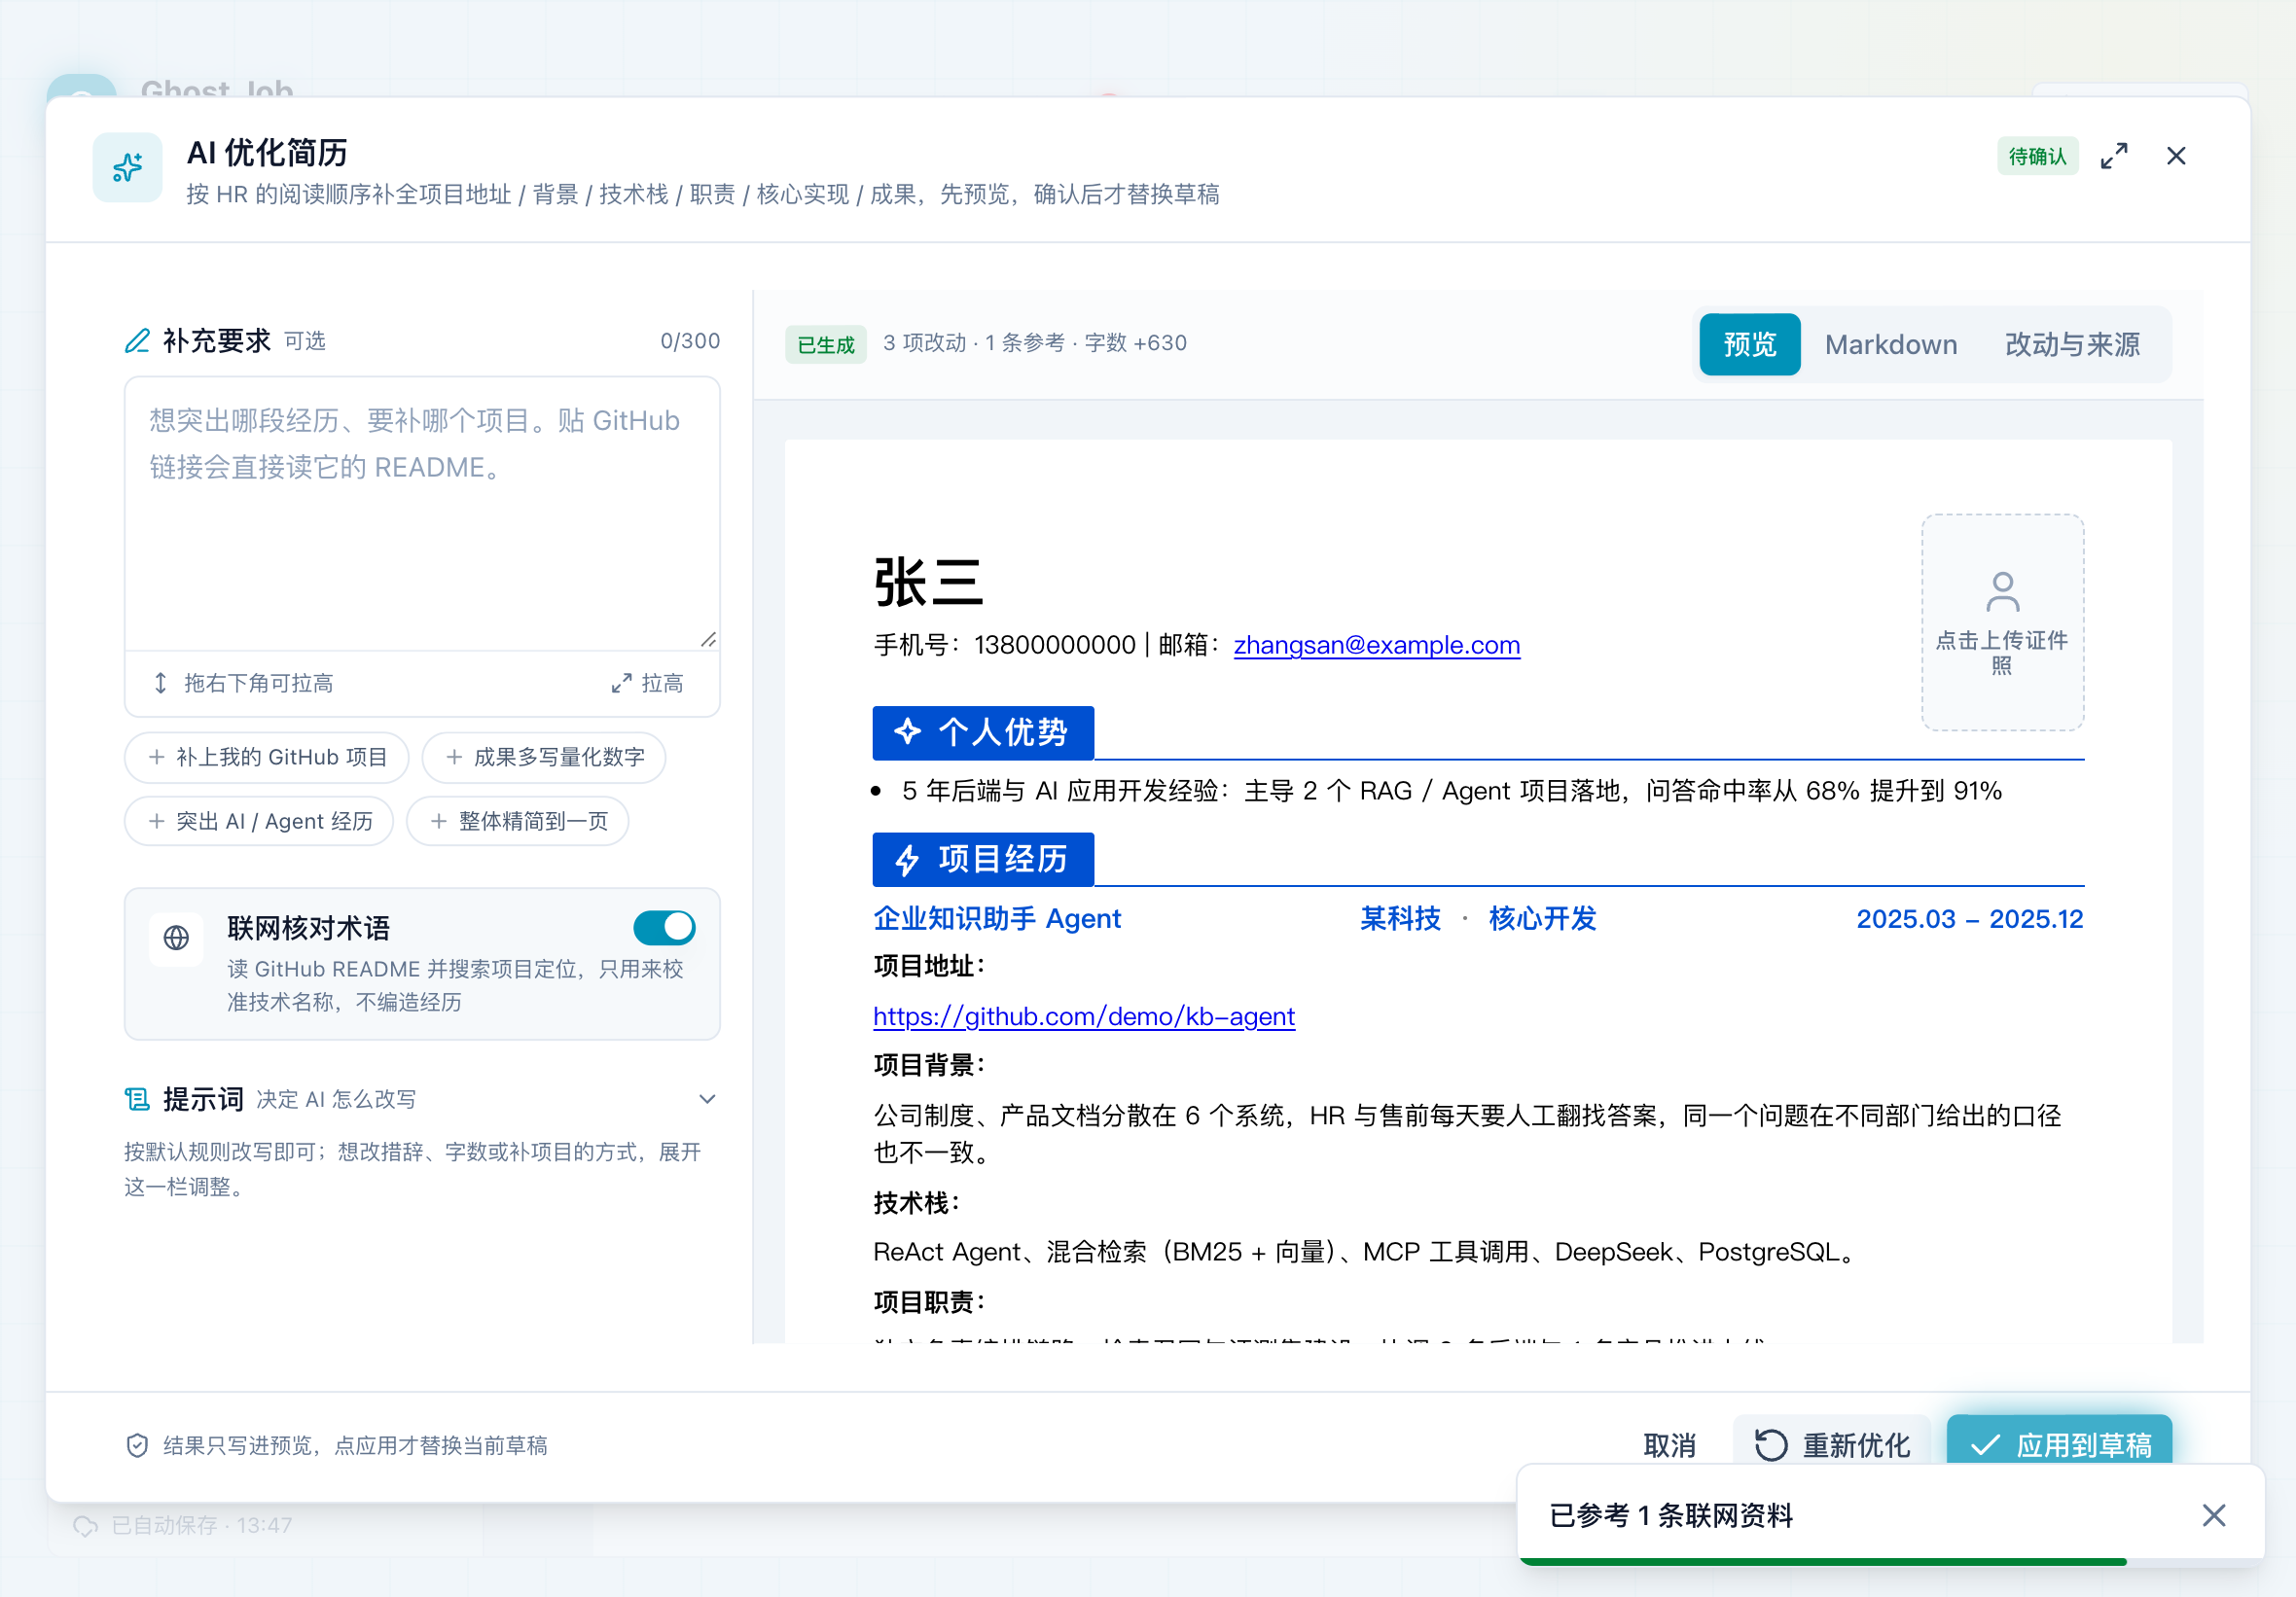 Ghost Job
AI 优化简历
按 HR 的阅读顺序补全项目地址 / 背景 / 技术栈 / 职责 / 核心实现 / 成果，先预览，确认后才替换草稿
待确认
补充要求 可选
0/300
想突出哪段经历、要补哪个项目。贴 GitHub
链接会直接读它的 README。
拖右下角可拉高
拉高
补上我的 GitHub 项目
成果多写量化数字
突出 AI / Agent 经历
整体精简到一页
联网核对术语
读 GitHub README 并搜索项目定位，只用来校
准技术名称，不编造经历
提示词 决定 AI 怎么改写
按默认规则改写即可；想改措辞、字数或补项目的方式，展开
这一栏调整。
已生成 3 项改动 · 1 条参考 · 字数 +630
预览 Markdown 改动与来源
张三
手机号：13800000000 | 邮箱：zhangsan@example.com
点击上传证件
照
个人优势
• 5 年后端与 AI 应用开发经验：主导 2 个 RAG / Agent 项目落地，问答命中率从 68% 提升到 91%
项目经历
企业知识助手 Agent 某科技 · 核心开发 2025.03 – 2025.12
项目地址：
https://github.com/demo/kb-agent
项目背景：
公司制度、产品文档分散在 6 个系统，HR 与售前每天要人工翻找答案，同一个问题在不同部门给出的口径
也不一致。
技术栈：
ReAct Agent、混合检索（BM25 + 向量）、MCP 工具调用、DeepSeek、PostgreSQL。
项目职责：
结果只写进预览，点应用才替换当前草稿
取消
重新优化
应用到草稿
已参考 1 条联网资料
已自动保存 · 13:47